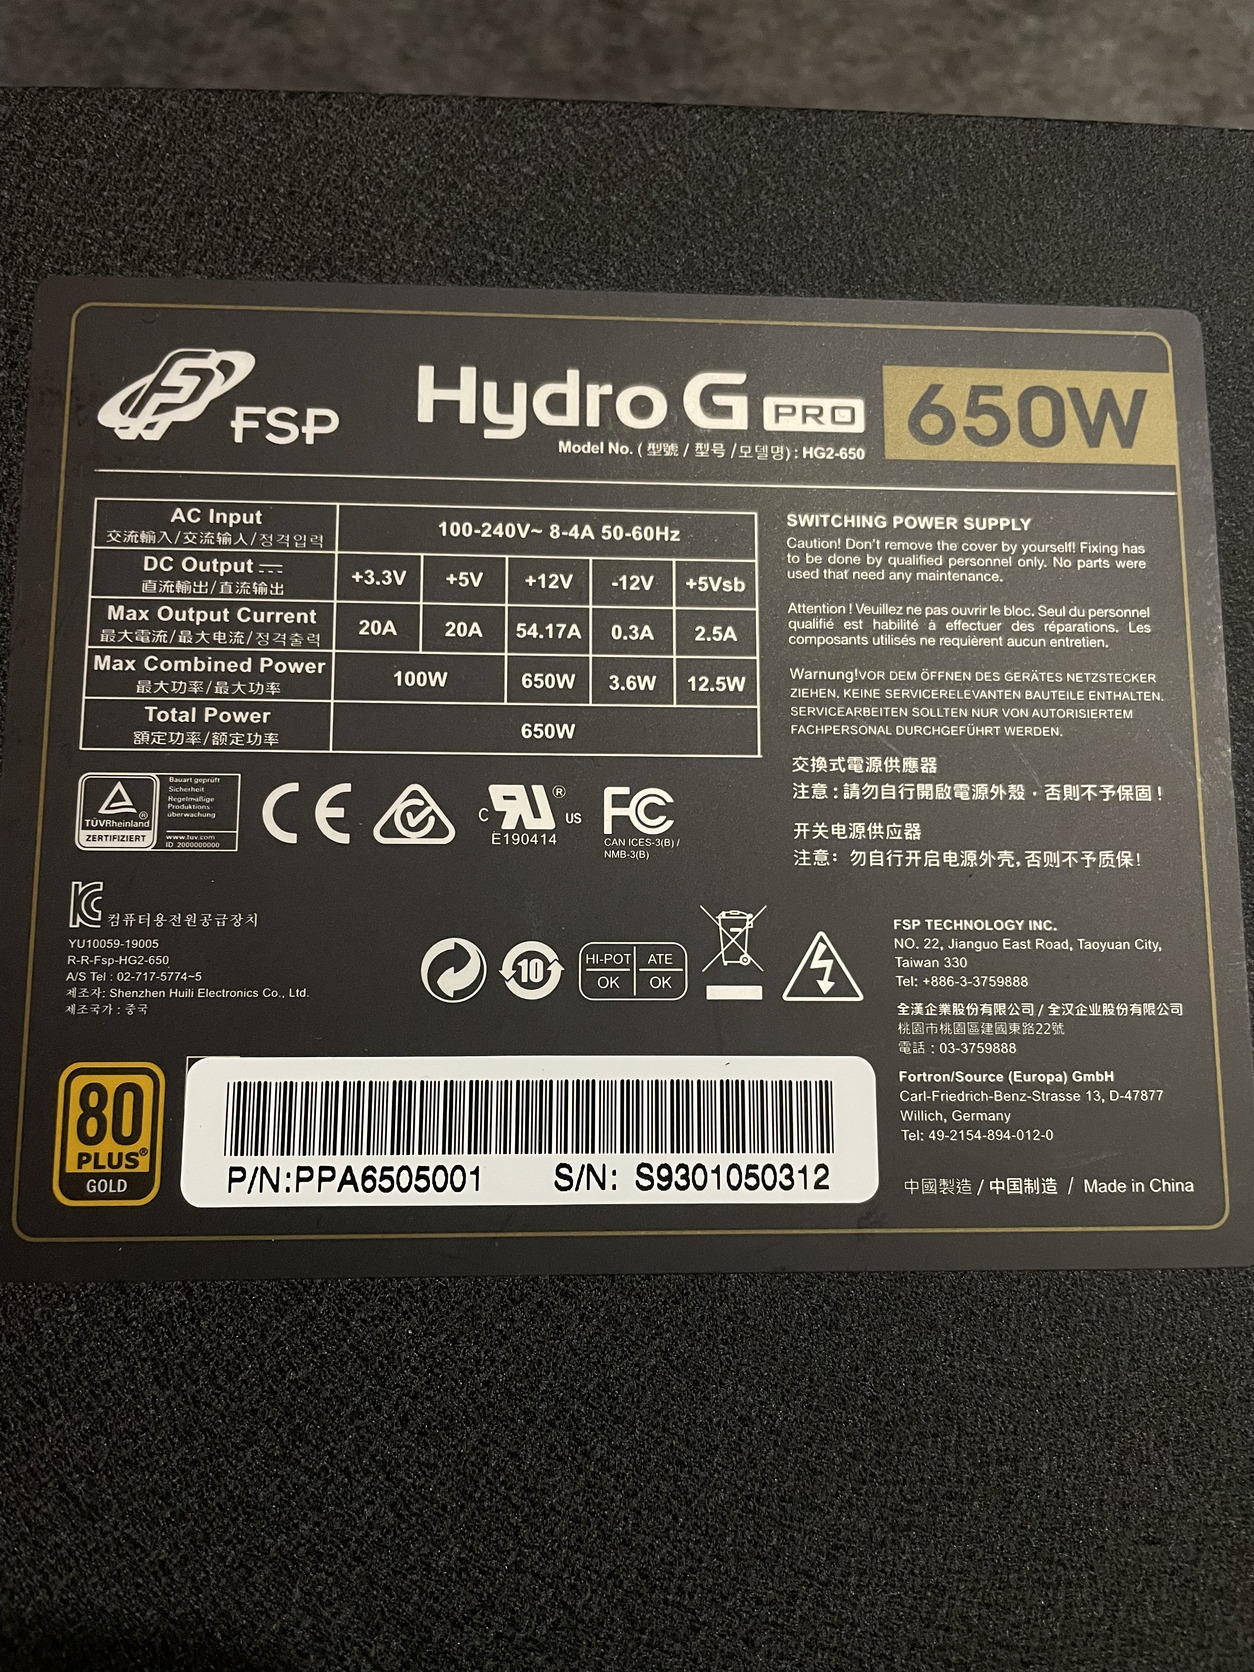 FSP
Hydro G PRO 650W
Model No. ( 型號 / 型号 /모델명) : HG2-650
AC Input 100-240V~ 8-4A 50-60Hz
交流輸入/交流输入/정격입력
DC Output +3.3V +5V +12V -12V +5Vsb
直流輸出/直流输出
Max Output Current 20A 20A 54.17A 0.3A 2.5A
最大電流/最大电流/정격출력
Max Combined Power 100W 650W 3.6W 12.5W
最大功率/最大功率
Total Power 650W
額定功率/额定功率
SWITCHING POWER SUPPLY
Caution! Don't remove the cover by yourself! Fixing has
to be done by qualified personnel only. No parts were
used that need any maintenance.
Attention ! Veuillez ne pas ouvrir le bloc. Seul du personnel
qualifié est habilité à effectuer des réparations. Les
composants utilisés ne requièrent aucun entretien.
Warnung!VOR DEM ÖFFNEN DES GERÄTES NETZSTECKER
ZIEHEN. KEINE SERVICERELEVANTEN BAUTEILE ENTHALTEN.
SERVICEARBEITEN SOLLTEN NUR VON AUTORISIERTEM
FACHPERSONAL DURCHGEFÜHRT WERDEN.
交換式電源供應器
注意 : 請勿自行開啟電源外殼，否則不予保固 !
开关电源供应器
注意: 勿自行开启电源外壳,否则不予质保!
TÜVRheinland ®
ZERTIFIZIERT
Bauart geprüft
Sicherheit
Regelmäßige
Produktions-
überwachung
www.tuv.com
ID 2000000000
CE
C RU ® US
E190414
FC
CAN ICES-3(B) /
NMB-3(B)
KC 컴퓨터용전원공급장치
YU10059-19005
R-R-Fsp-HG2-650
A/S Tel : 02-717-5774~5
제조자: Shenzhen Huili Electronics Co., Ltd.
제조국가 : 중국
10
HI-POT ATE
OK OK
FSP TECHNOLOGY INC.
NO. 22, Jianguo East Road, Taoyuan City,
Taiwan 330
Tel: +886-3-3759888
全漢企業股份有限公司 / 全汉企业股份有限公司
桃園市桃園區建國東路22號
電話 : 03-3759888
Fortron/Source (Europa) GmbH
Carl-Friedrich-Benz-Strasse 13, D-47877
Willich, Germany
Tel: 49-2154-894-012-0
80
PLUS®
GOLD
P/N:PPA6505001 S/N: S9301050312
中國製造 / 中国制造 / Made in China